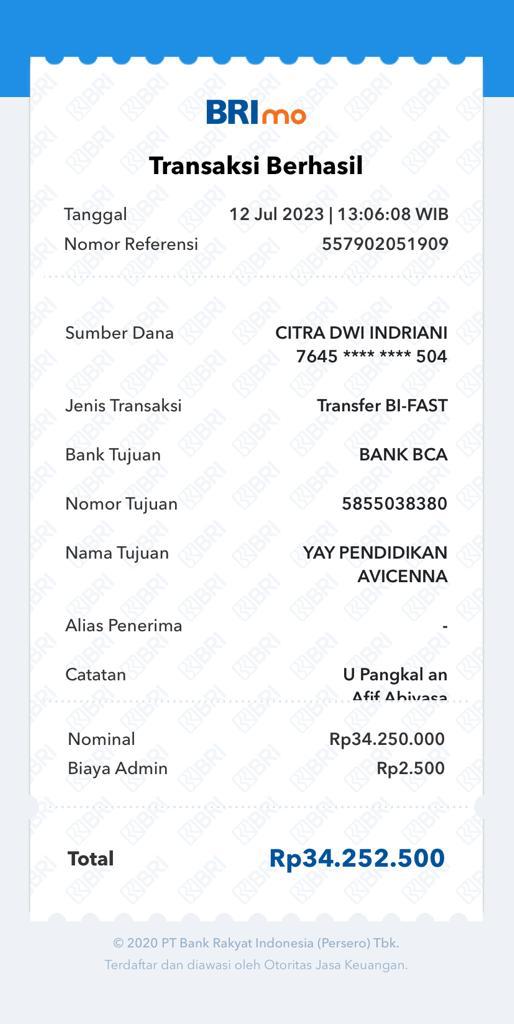 BRImo
Transaksi Berhasil
Tanggal 12 Jul 2023 | 13:06:08 WIB
Nomor Referensi 557902051909
Sumber Dana CITRA DWI INDRIANI
7645 **** **** 504
Jenis Transaksi Transfer BI-FAST
Bank Tujuan BANK BCA
Nomor Tujuan 5855038380
Nama Tujuan YAY PENDIDIKAN
AVICENNA
Alias Penerima -
Catatan U Pangkal an
Afif Abiyasa
Nominal Rp34.250.000
Biaya Admin Rp2.500
Total Rp34.252.500
© 2020 PT Bank Rakyat Indonesia (Persero) Tbk.
Terdaftar dan diawasi oleh Otoritas Jasa Keuangan.